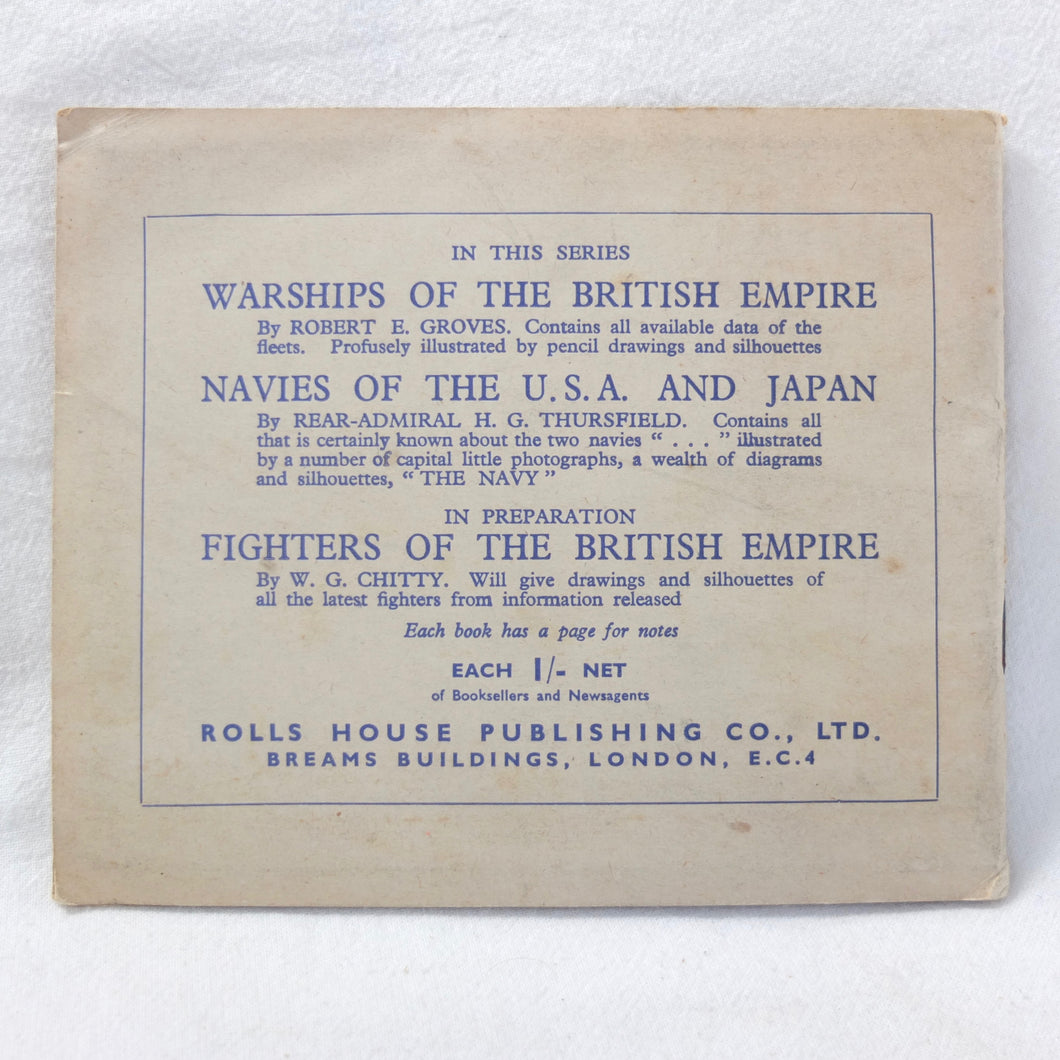 IN THIS SERIES
WARSHIPS OF THE BRITISH EMPIRE
By ROBERT E. GROVES. Contains all available data of the
fleets. Profusely illustrated by pencil drawings and silhouettes
NAVIES OF THE U.S.A. AND JAPAN
By REAR-ADMIRAL H. G. THURSFIELD. Contains all
that is certainly known about the two navies “ . . . ” illustrated
by a number of capital little photographs, a wealth of diagrams
and silhouettes, “ THE NAVY ”
IN PREPARATION
FIGHTERS OF THE BRITISH EMPIRE
By W. G. CHITTY. Will give drawings and silhouettes of
all the latest fighters from information released
Each book has a page for notes
EACH 1/- NET
of Booksellers and Newsagents
ROLLS HOUSE PUBLISHING CO., LTD.
BREAMS BUILDINGS, LONDON, E.C.4